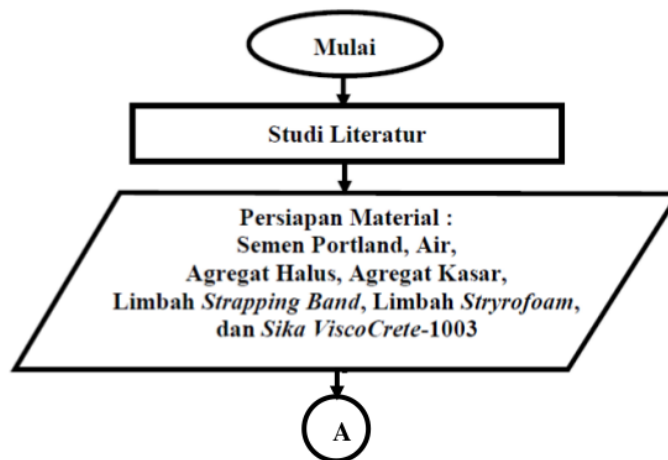 Mulai
Studi Literatur
Persiapan Material :
Semen Portland, Air,
Agregat Halus, Agregat Kasar,
Limbah Strapping Band, Limbah Stryrofoam,
dan Sika ViscoCrete-1003
A